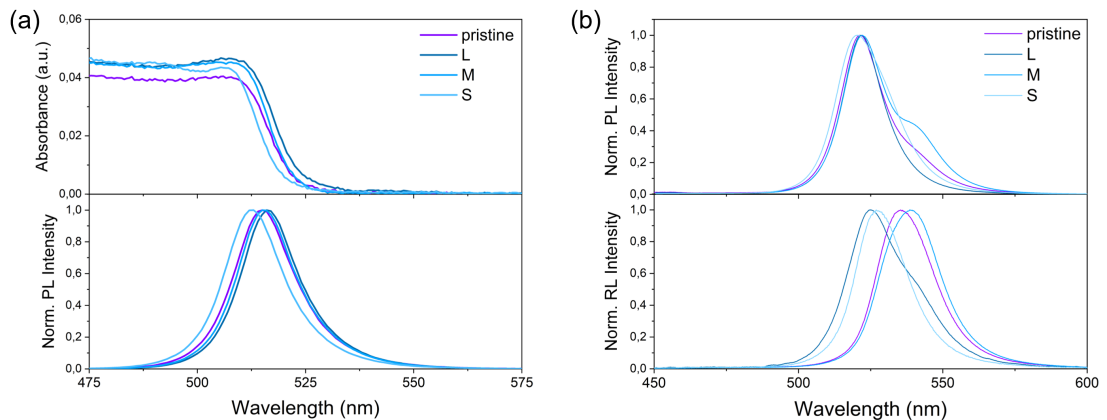 (a)
0,06
0,04
0,02
0,00
Absorbance (a.u.)
pristine
L
M
S
1,0
0,8
0,6
0,4
0,2
0,0
Norm. PL Intensity
475 500 525 550 575
Wavelength (nm)
(b)
1,0
0,8
0,6
0,4
0,2
0,0
Norm. PL Intensity
pristine
L
M
S
1,0
0,8
0,6
0,4
0,2
0,0
Norm. RL Intensity
450 500 550 600
Wavelength (nm)